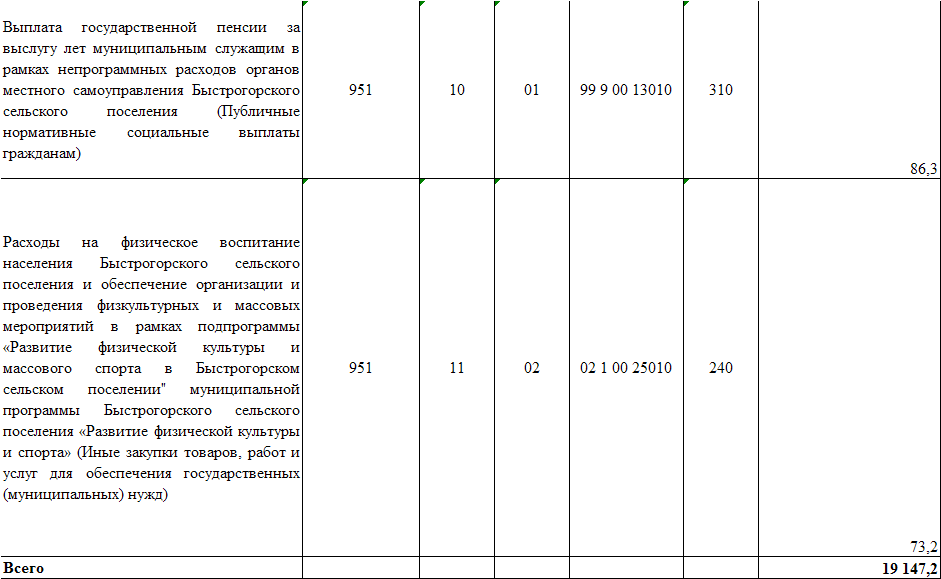 Выплата государственной пенсии за
выслугу лет муниципальным служащим в
рамках непрограммных расходов органов
местного самоуправления Быстрогорского
сельского поселения (Публичные
нормативные социальные выплаты
гражданам)
951 10 01 99 9 00 13010 310
86,3
Расходы на физическое воспитание
населения Быстрогорского сельского
поселения и обеспечение организации и
проведения физкультурных и массовых
мероприятий в рамках подпрограммы
«Развитие физической культуры и
массового спорта в Быстрогорском
сельском поселении" муниципальной
программы Быстрогорского сельского
поселения «Развитие физической культуры
и спорта» (Иные закупки товаров, работ и
услуг для обеспечения государственных
(муниципальных) нужд)
951 11 02 02 1 00 25010 240
73,2
Всего 19 147,2